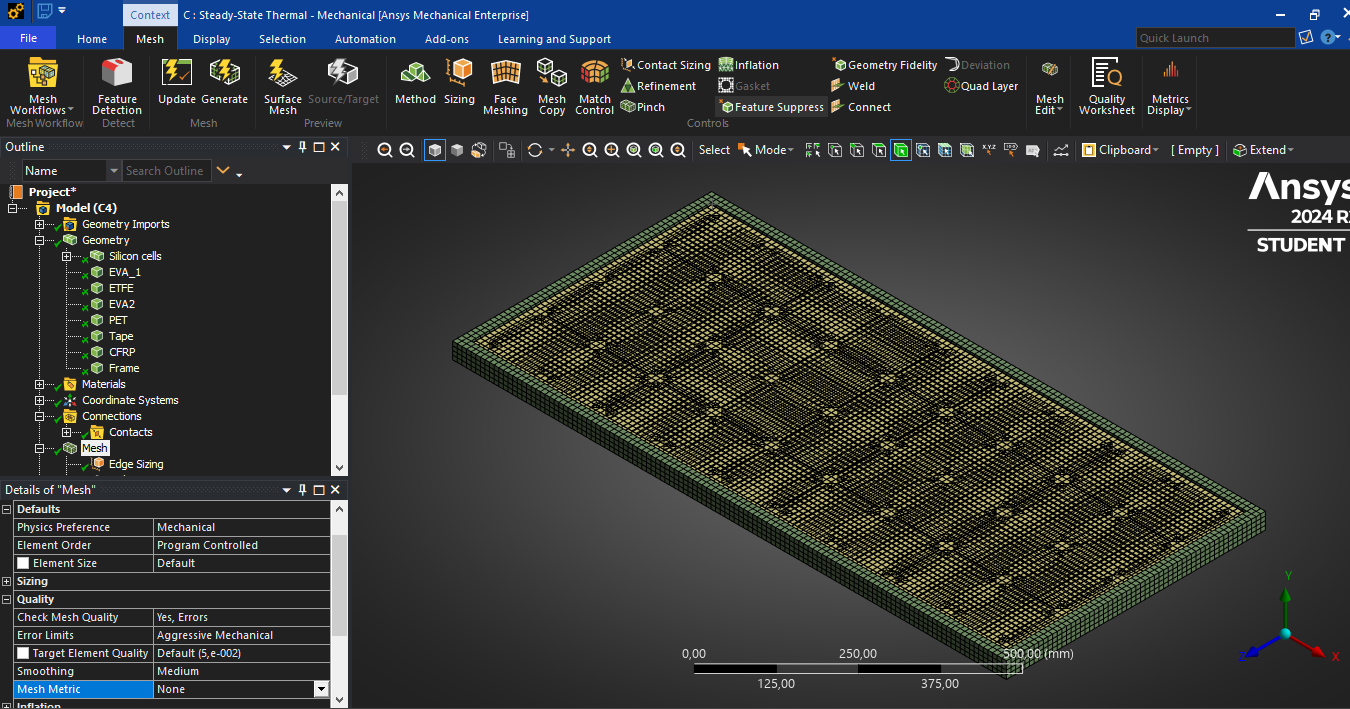 Context C : Steady-State Thermal - Mechanical [Ansys Mechanical Enterprise]
File Home Mesh Display Selection Automation Add-ons Learning and Support Quick Launch
Mesh Workflows
Feature Detection
Update Generate
Surface Mesh
Source/Target
Method Sizing
Face Meshing
Mesh Copy
Match Control
Contact Sizing
Refinement
Pinch
Inflation
Gasket
Feature Suppress
Geometry Fidelity
Weld
Connect
Deviation
Quad Layer
Mesh Edit
Quality Worksheet
Metrics Display
Mesh Workflow Detect Mesh Preview Controls
Outline
Name Search Outline
Select Mode Clipboard [ Empty ] Extend
Project*
Model (C4)
Geometry Imports
Geometry
Silicon cells
EVA_1
ETFE
EVA2
PET
Tape
CFRP
Frame
Materials
Coordinate Systems
Connections
Contacts
Mesh
Edge Sizing
Details of "Mesh"
Defaults
Physics Preference Mechanical
Element Order Program Controlled
Element Size Default
Sizing
Quality
Check Mesh Quality Yes, Errors
Error Limits Aggressive Mechanical
Target Element Quality Default (5,e-002)
Smoothing Medium
Mesh Metric None
Inflation
Ansys
2024
STUDENT
0,00 250,00 500,00 (mm)
125,00 375,00
Y
Z
X